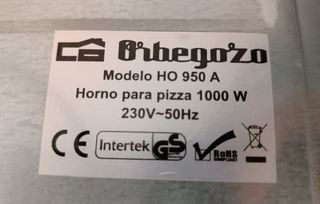 Orbegozo
Modelo HO 950 A
Horno para pizza 1000 W
230V~50Hz
CE Intertek GS RoHS
COMPLIANT